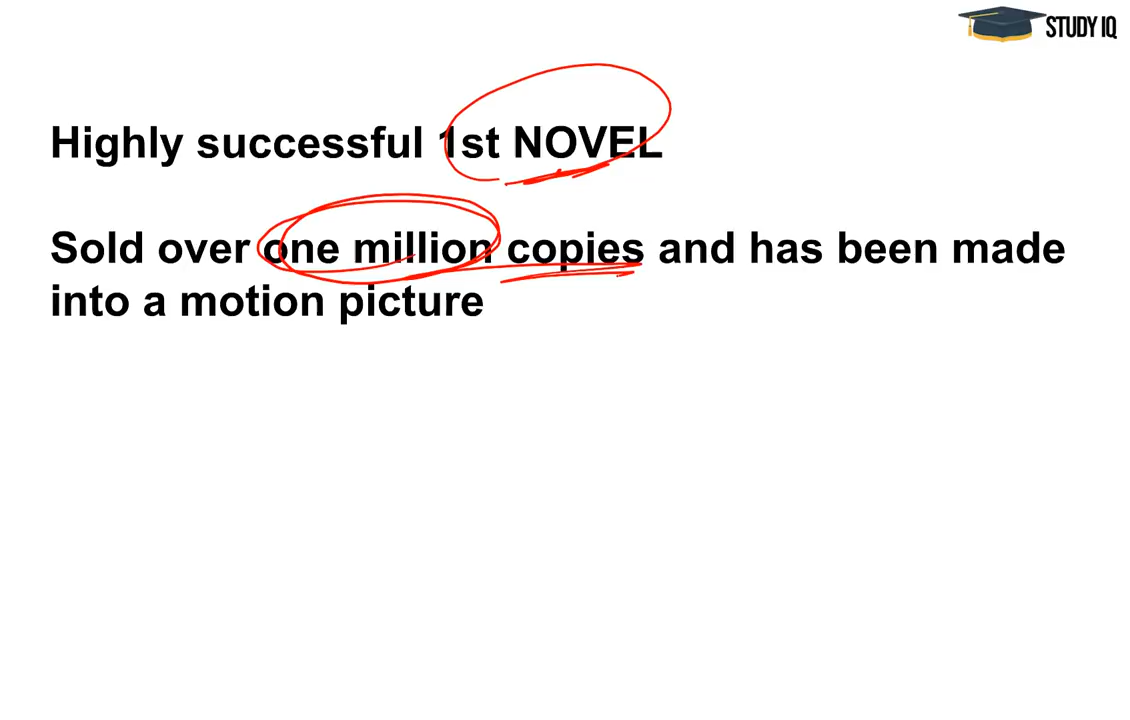 STUDY IQ
Highly successful 1st NOVEL
Sold over one million copies and has been made
into a motion picture